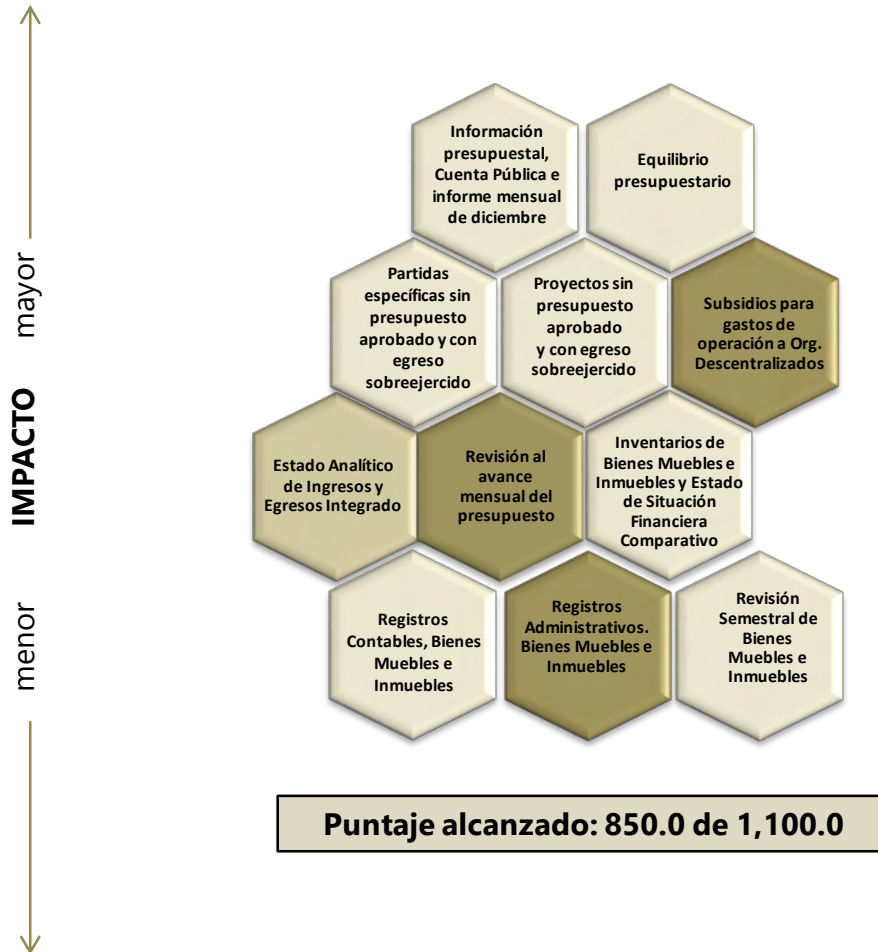 IMPACTO
mayor
menor
Información
presupuestal,
Cuenta Pública e
informe mensual
de diciembre
Equilibrio
presupuestario
Partidas
específicas sin
presupuesto
aprobado y con
egreso
sobreejercido
Proyectos sin
presupuesto
aprobado
y con egreso
sobreejercido
Subsidios para
gastos de
operación a Org.
Descentralizados
Estado Analítico
de Ingresos y
Egresos Integrado
Revisión al
avance
mensual del
presupuesto
Inventarios de
Bienes Muebles e
Inmuebles y Estado
de Situación
Financiera
Comparativo
Registros
Contables, Bienes
Muebles e
Inmuebles
Registros
Administrativos.
Bienes Muebles e
Inmuebles
Revisión
Semestral de
Bienes
Muebles e
Inmuebles
Puntaje alcanzado: 850.0 de 1,100.0